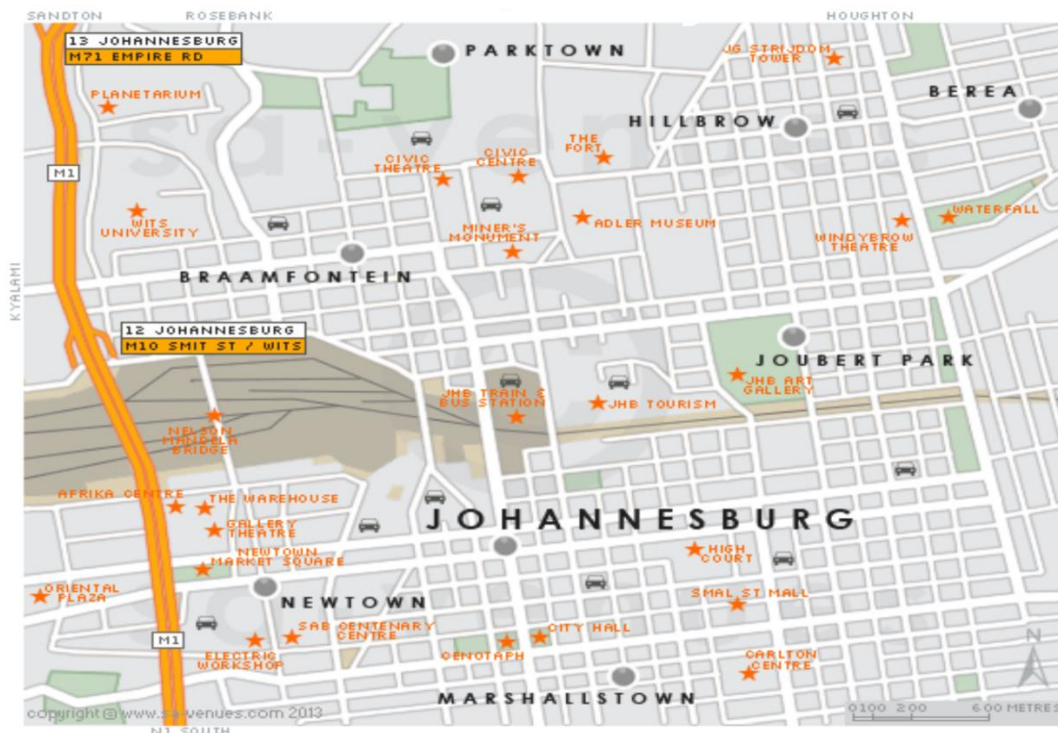 SANDTON
ROSEBANK
HOUGHTON
13 JOHANNESBURG
M71 EMPIRE RD
PARKTOWN
JG STRIJDOM
TOWER
PLANETARIUM
BEREA
HILLBROW
THE
FORT
CIVIC
THEATRE
CIVIC
CENTRE
M1
WITS
UNIVERSITY
MINER'S
MONUMENT
ADLER MUSEUM
WATERFALL
WINDYBROW
THEATRE
BRAAMFONTEIN
KYALAMI
12 JOHANNESBURG
M10 SMIT ST / WITS
JOUBERT PARK
JHB ART
GALLERY
JHB TRAIN &
BUS STATION
JHB TOURISM
NELSON
MANDELA
BRIDGE
AFRIKA CENTRE
THE WAREHOUSE
GALLERY
THEATRE
JOHANNESBURG
NEWTOWN
MARKET SQUARE
HIGH
COURT
ORIENTAL
PLAZA
NEWTOWN
SMAL ST MALL
SAB CENTENARY
CENTRE
CITY HALL
M1
ELECTRIC
WORKSHOP
CENOTAPH
CARLTON
CENTRE
N
MARSHALLSTOWN
copyright © www.sa-venues.com 2013
0 100 200 600 METRES
N1 SOUTH